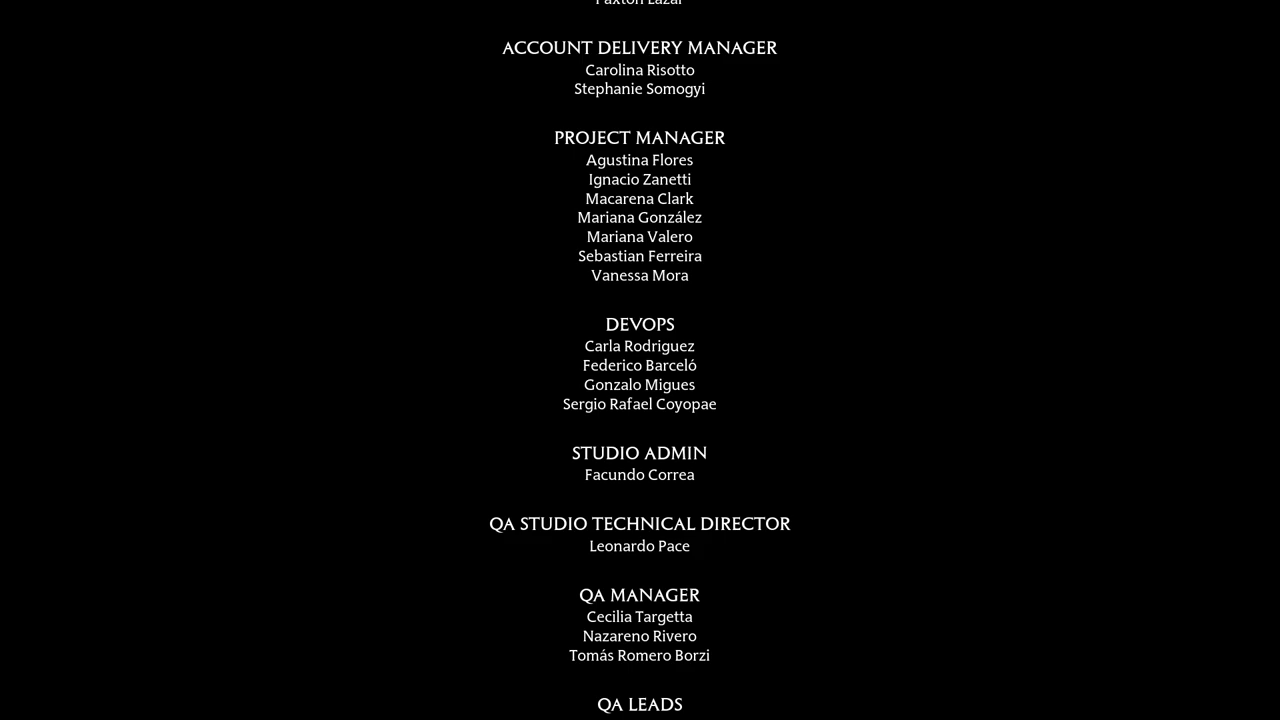 Paxton Lazar
ACCOUNT DELIVERY MANAGER
Carolina Risotto
Stephanie Somogyi
PROJECT MANAGER
Agustina Flores
Ignacio Zanetti
Macarena Clark
Mariana González
Mariana Valero
Sebastian Ferreira
Vanessa Mora
DEVOPS
Carla Rodriguez
Federico Barceló
Gonzalo Migues
Sergio Rafael Coyopae
STUDIO ADMIN
Facundo Correa
QA STUDIO TECHNICAL DIRECTOR
Leonardo Pace
QA MANAGER
Cecilia Targetta
Nazareno Rivero
Tomás Romero Borzi
QA LEADS